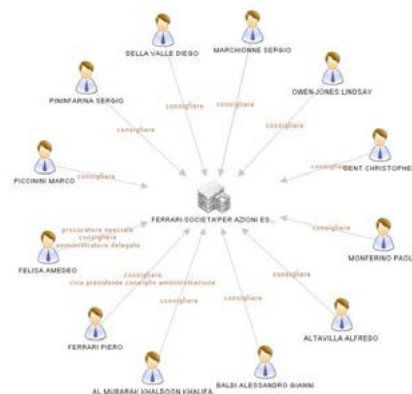 DELLA VALLE DIEGO
MARCHIONNE SERGIO
PININFARINA SERGIO
OWEN-JONES LINDSAY
consigliere
consigliere
consigliere
consigliere
PICCININI MARCO
consigliere
consigliere
GENT CHRISTOPHER
FERRARI-SOCIETA'PER AZIONI ES...
procuratore speciale
consigliere
amministratore delegato
FELISA AMEDEO
consigliere
MONFERINO PAOL
consigliere
vice presidente consiglio amministrazione
consigliere
consigliere
consigliere
FERRARI PIERO
ALTAVILLA ALFREDO
AL MUBARAK KHALDOON KHALIFA
BALDI ALESSANDRO GIANNI